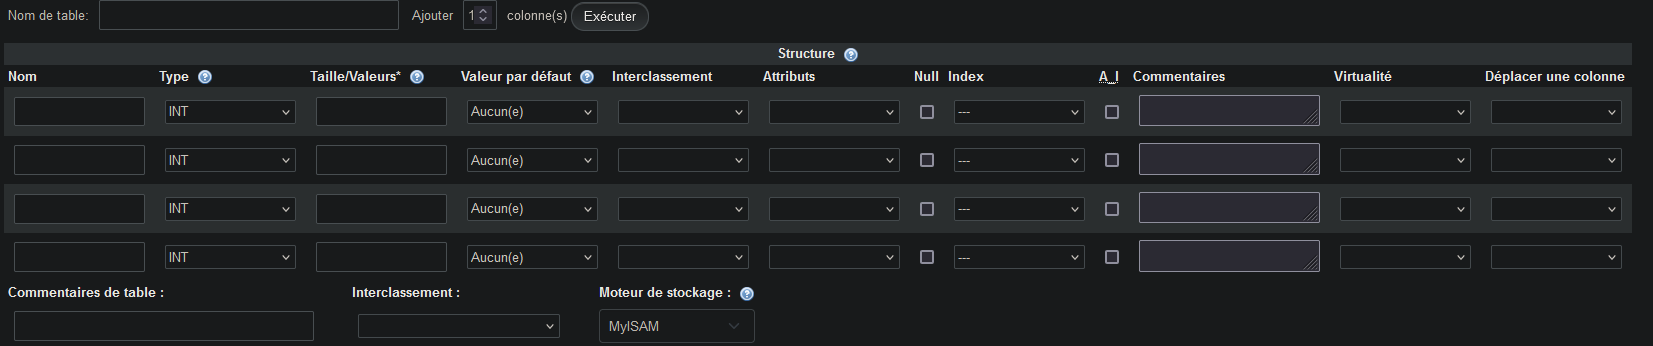 Nom de table: Ajouter 1 colonne(s) Exécuter
Structure
Nom Type Taille/Valeurs* Valeur par défaut Interclassement Attributs Null Index A_I Commentaires Virtualité Déplacer une colonne
INT Aucun(e) ---
INT Aucun(e) ---
INT Aucun(e) ---
INT Aucun(e) ---
Commentaires de table : Interclassement : Moteur de stockage :
MyISAM